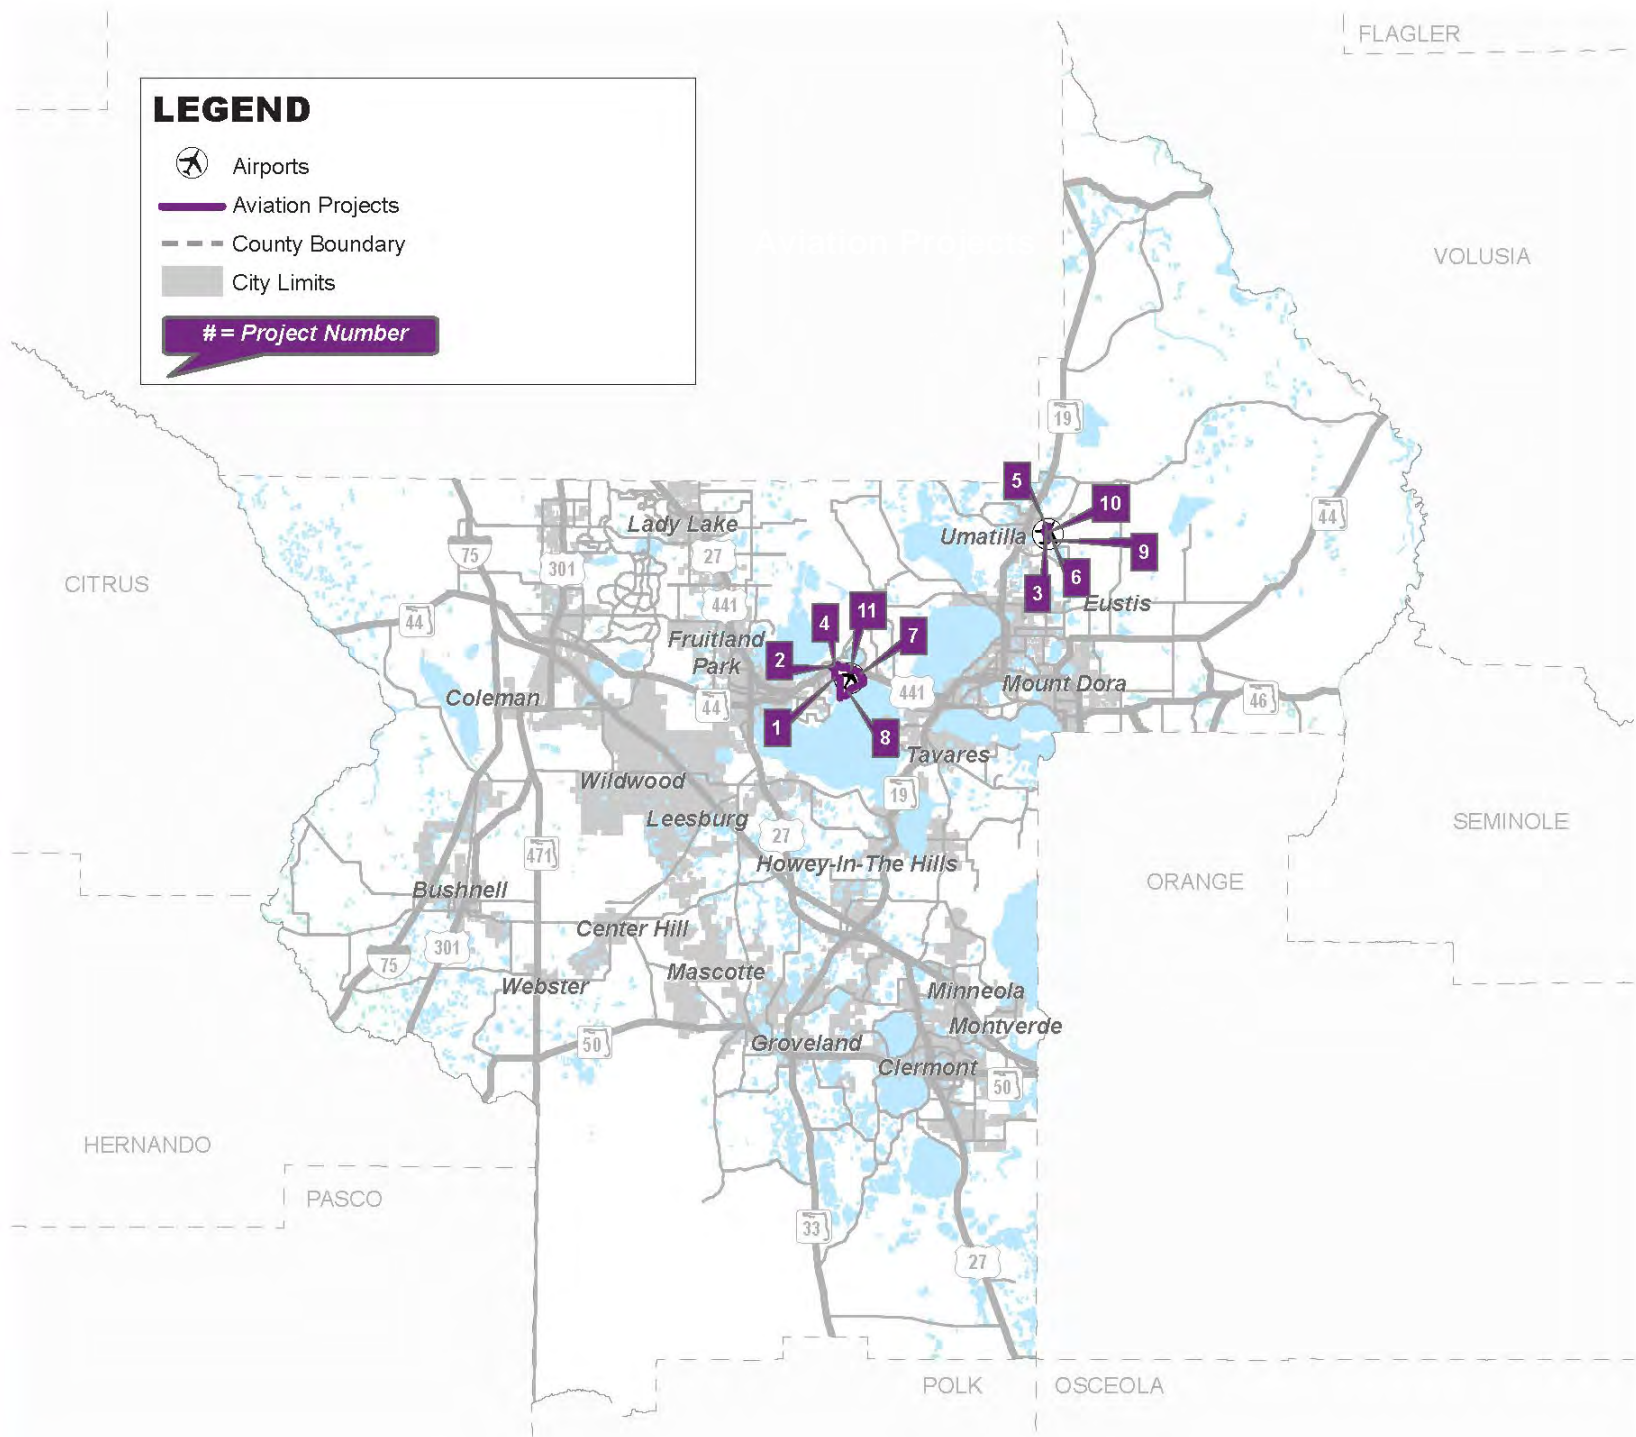 FLAGLER
LEGEND
Airports
Aviation Projects
County Boundary
City Limits
# = Project Number
Aviation Projects
VOLUSIA
19
5
10
44
Lady Lake
Umatilla
75
27
9
301
CITRUS
6
3
441
Eustis
44
11
4
7
Fruitland
Park
2
441
Mount Dora
46
Coleman
44
1
8
Tavares
Wildwood
19
Leesburg
27
SEMINOLE
471
Howey-In-The Hills
ORANGE
Bushnell
Center Hill
301
75
Mascotte
Webster
Minneola
Montverde
50
Groveland
Clermont
50
HERNANDO
PASCO
33
27
POLK
OSCEOLA